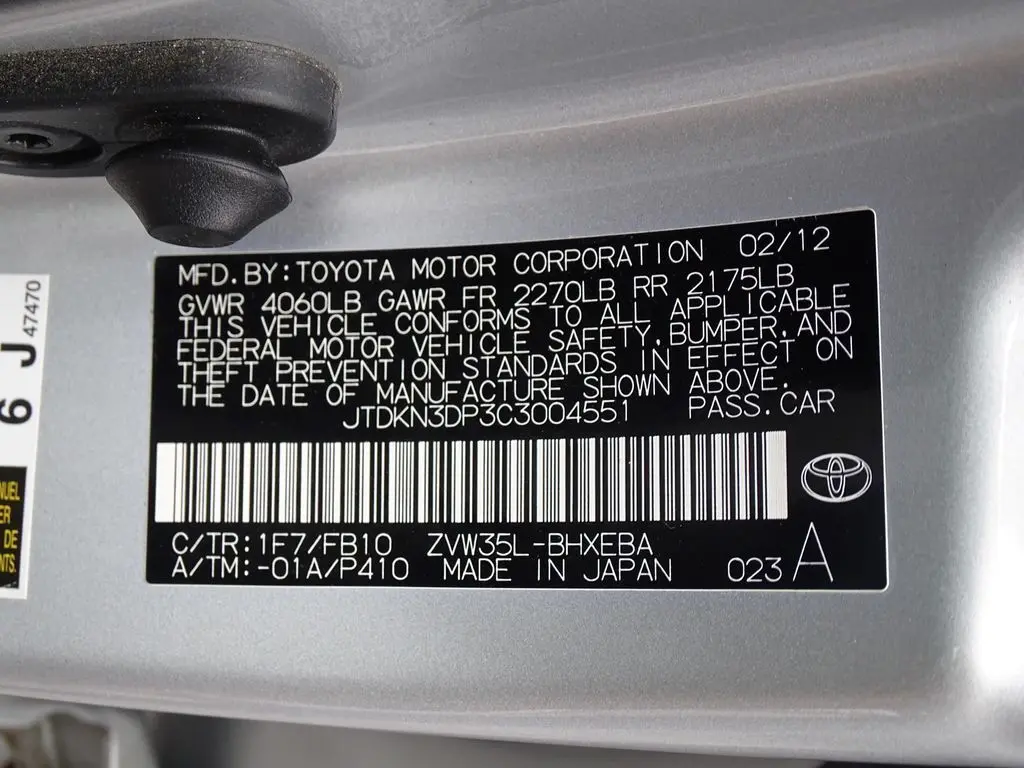 MFD. BY: TOYOTA MOTOR CORPORATION 02/12
GVWR 4060LB GAWR FR 2270LB RR 2175LB
THIS VEHICLE CONFORMS TO ALL APPLICABLE
FEDERAL MOTOR VEHICLE SAFETY, BUMPER, AND
THEFT PREVENTION STANDARDS IN EFFECT ON
THE DATE OF MANUFACTURE SHOWN ABOVE.
JTDKN3DP3C3004551 PASS. CAR
C/TR: 1F7/FB10 ZVW35L-BHXEBA
A/TM: -01A/P410 MADE IN JAPAN 023 A
6 J 47470
DE